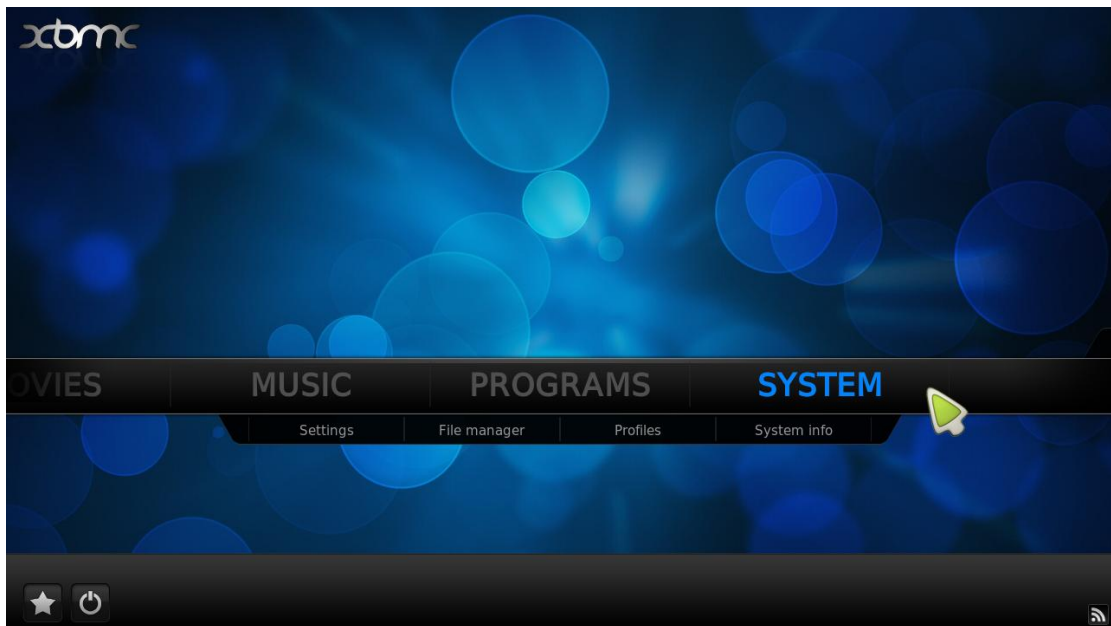 xbmc
OVIES MUSIC PROGRAMS SYSTEM
Settings File manager Profiles System info